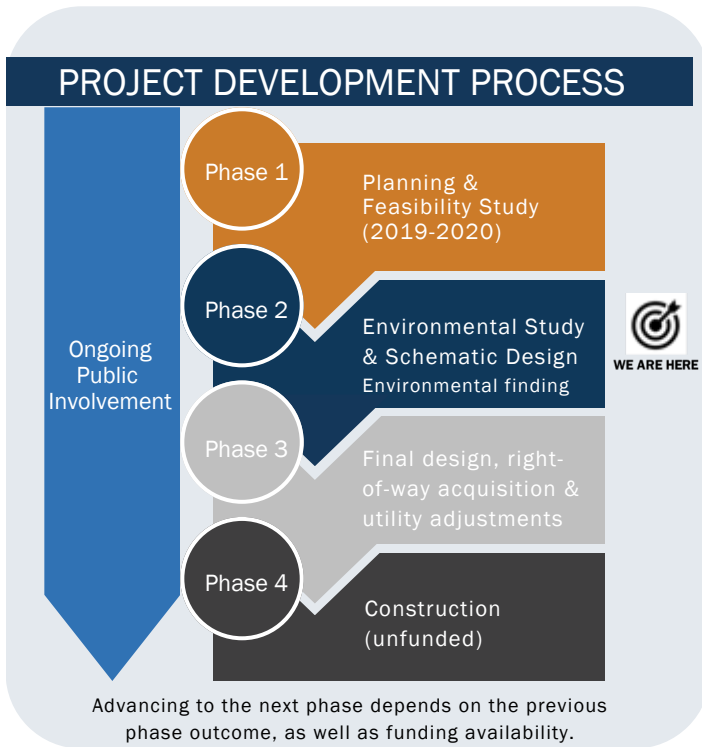 PROJECT DEVELOPMENT PROCESS
Ongoing
Public
Involvement
Phase 1
Planning &
Feasibility Study
(2019-2020)
Phase 2
Environmental Study
& Schematic Design
Environmental finding
WE ARE HERE
Phase 3
Final design, right-
of-way acquisition &
utility adjustments
Phase 4
Construction
(unfunded)
Advancing to the next phase depends on the previous
phase outcome, as well as funding availability.